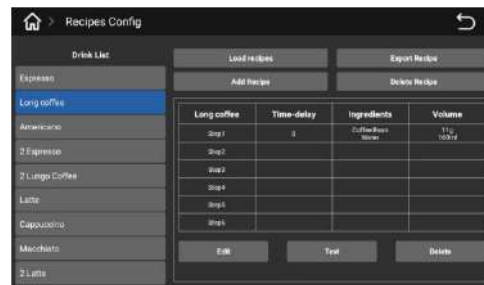 > Recipes Config
Drink List
Espresso
Long coffee
Americano
2 Espresso
2 Lungo Coffee
Latte
Cappuccino
Macchiato
2 Latte
Load recipes
Export Recipe
Add Recipe
Delete Recipe
Long coffee Time-delay Ingredients Volume
Step1 0 CoffeeBean 11g
Water 160ml
Step2
Step3
Step4
Step5
Step6
Edit Test Delete